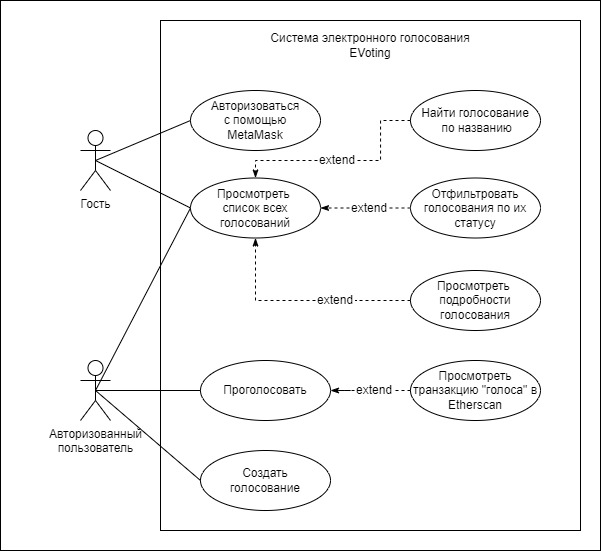 Система электронного голосования
EVoting
Авторизоваться
с помощью
MetaMask
Найти голосование
по названию
extend
Гость
Просмотреть
список всех
голосований
extend
Отфильтровать
голосования по их
статусу
extend
Просмотреть
подробности
голосования
Авторизованный
пользователь
Проголосовать
extend
Просмотреть
транзакцию "голоса" в
Etherscan
Создать
голосование